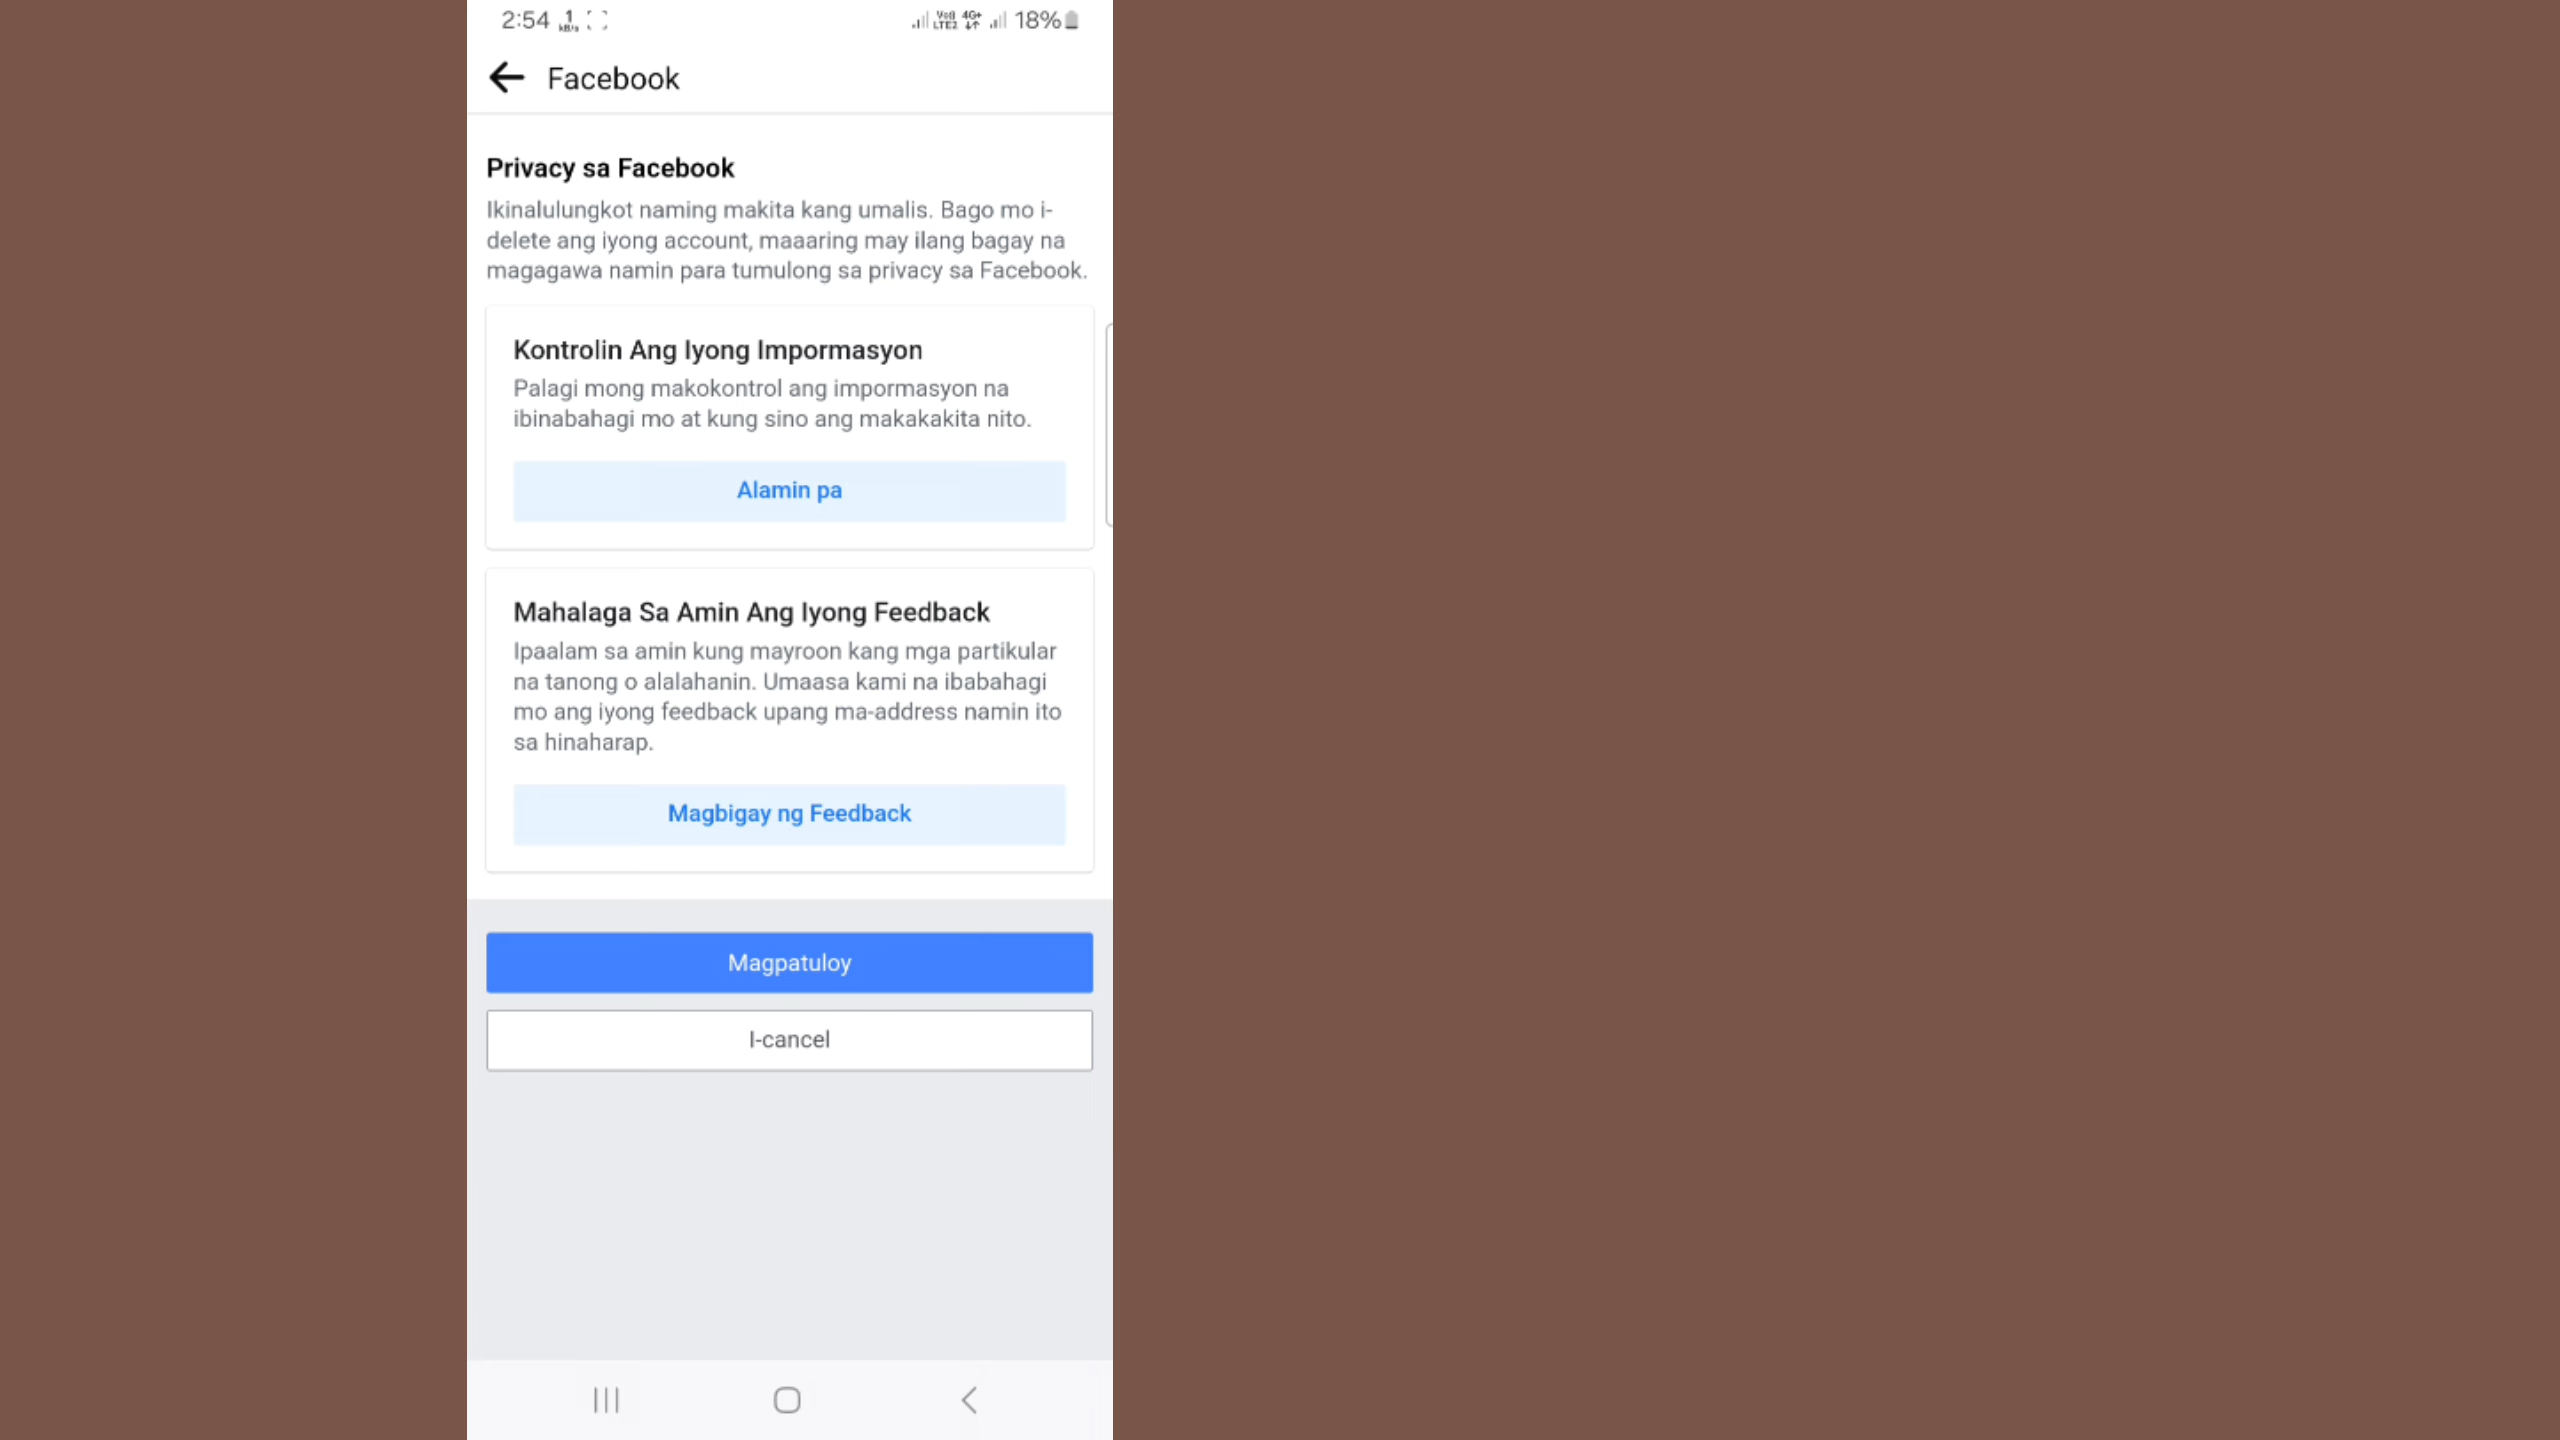 2:54 1 kB/s 18%
Facebook
Privacy sa Facebook
Ikinalulungkot naming makita kang umalis. Bago mo i-
delete ang iyong account, maaaring may ilang bagay na
magagawa namin para tumulong sa privacy sa Facebook.
Kontrolin Ang Iyong Impormasyon
Palagi mong makokontrol ang impormasyon na
ibinabahagi mo at kung sino ang makakakita nito.
Alamin pa
Mahalaga Sa Amin Ang Iyong Feedback
Ipaalam sa amin kung mayroon kang mga partikular
na tanong o alalahanin. Umaasa kami na ibabahagi
mo ang iyong feedback upang ma-address namin ito
sa hinaharap.
Magbigay ng Feedback
Magpatuloy
I-cancel